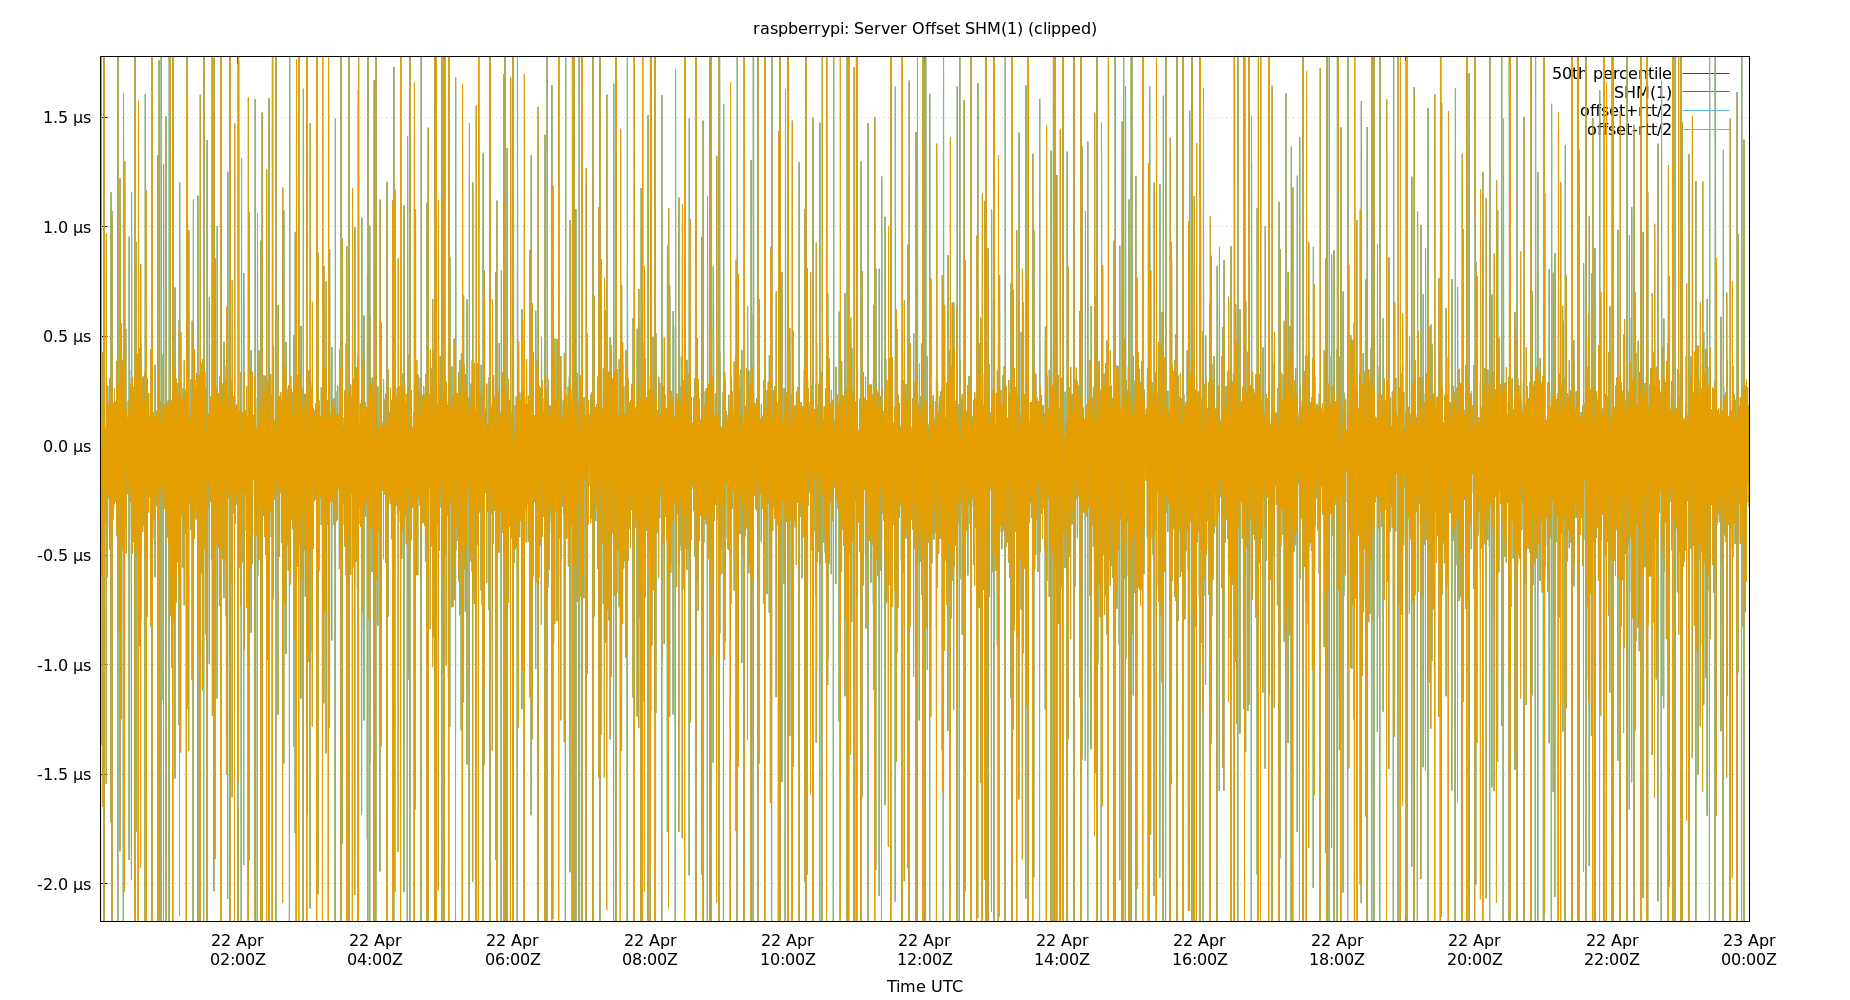 raspberrypi: Server Offset SHM(1) (clipped)
50th percentile
SHM(1)
offset+rtt/2
offset-rtt/2
1.5 µs
1.0 µs
0.5 µs
0.0 µs
-0.5 µs
-1.0 µs
-1.5 µs
-2.0 µs
22 Apr 22 Apr 22 Apr 22 Apr 22 Apr 22 Apr 22 Apr 22 Apr 22 Apr 22 Apr 22 Apr 23 Apr
02:00Z 04:00Z 06:00Z 08:00Z 10:00Z 12:00Z 14:00Z 16:00Z 18:00Z 20:00Z 22:00Z 00:00Z
Time UTC